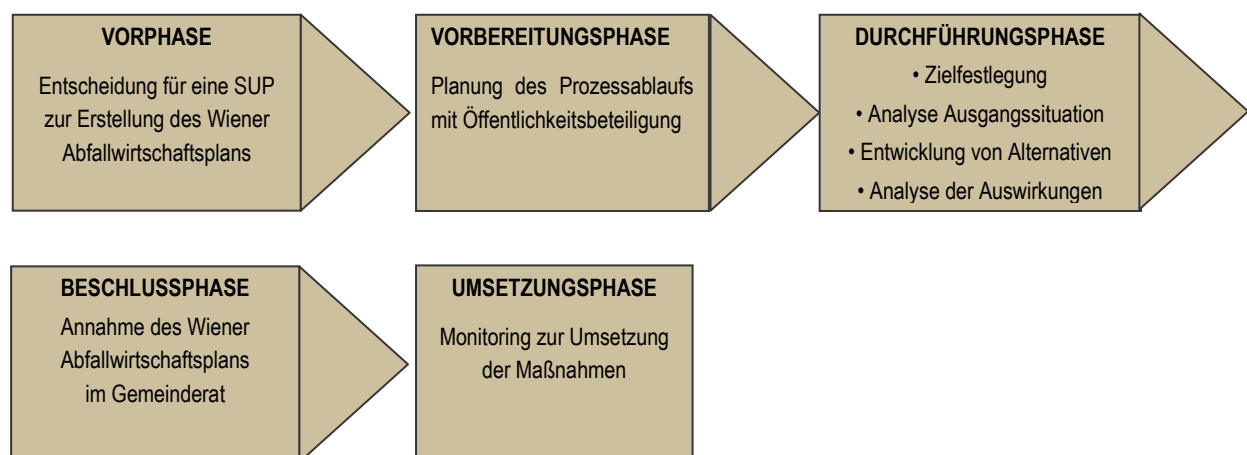 VORPHASE
Entscheidung für eine SUP
zur Erstellung des Wiener
Abfallwirtschaftsplans
VORBEREITUNGSPHASE
Planung des Prozessablaufs
mit Öffentlichkeitsbeteiligung
DURCHFÜHRUNGSPHASE
• Zielfestlegung
• Analyse Ausgangssituation
• Entwicklung von Alternativen
• Analyse der Auswirkungen
BESCHLUSSPHASE
Annahme des Wiener
Abfallwirtschaftsplans
im Gemeinderat
UMSETZUNGSPHASE
Monitoring zur Umsetzung
der Maßnahmen